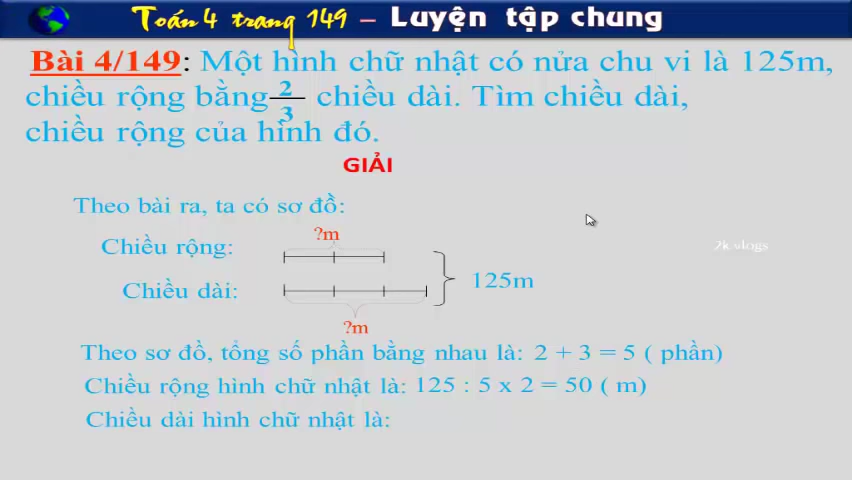 Toán 4 trang 149 – Luyện tập chung
Bài 4/149: Một hình chữ nhật có nửa chu vi là 125m,
chiều rộng bằng 2/3 chiều dài. Tìm chiều dài,
chiều rộng của hình đó.
GIẢI
Theo bài ra, ta có sơ đồ:
?m
Chiều rộng:
2k vlogs
125m
Chiều dài:
?m
Theo sơ đồ, tổng số phần bằng nhau là: 2 + 3 = 5 ( phần)
Chiều rộng hình chữ nhật là: 125 : 5 x 2 = 50 ( m)
Chiều dài hình chữ nhật là: